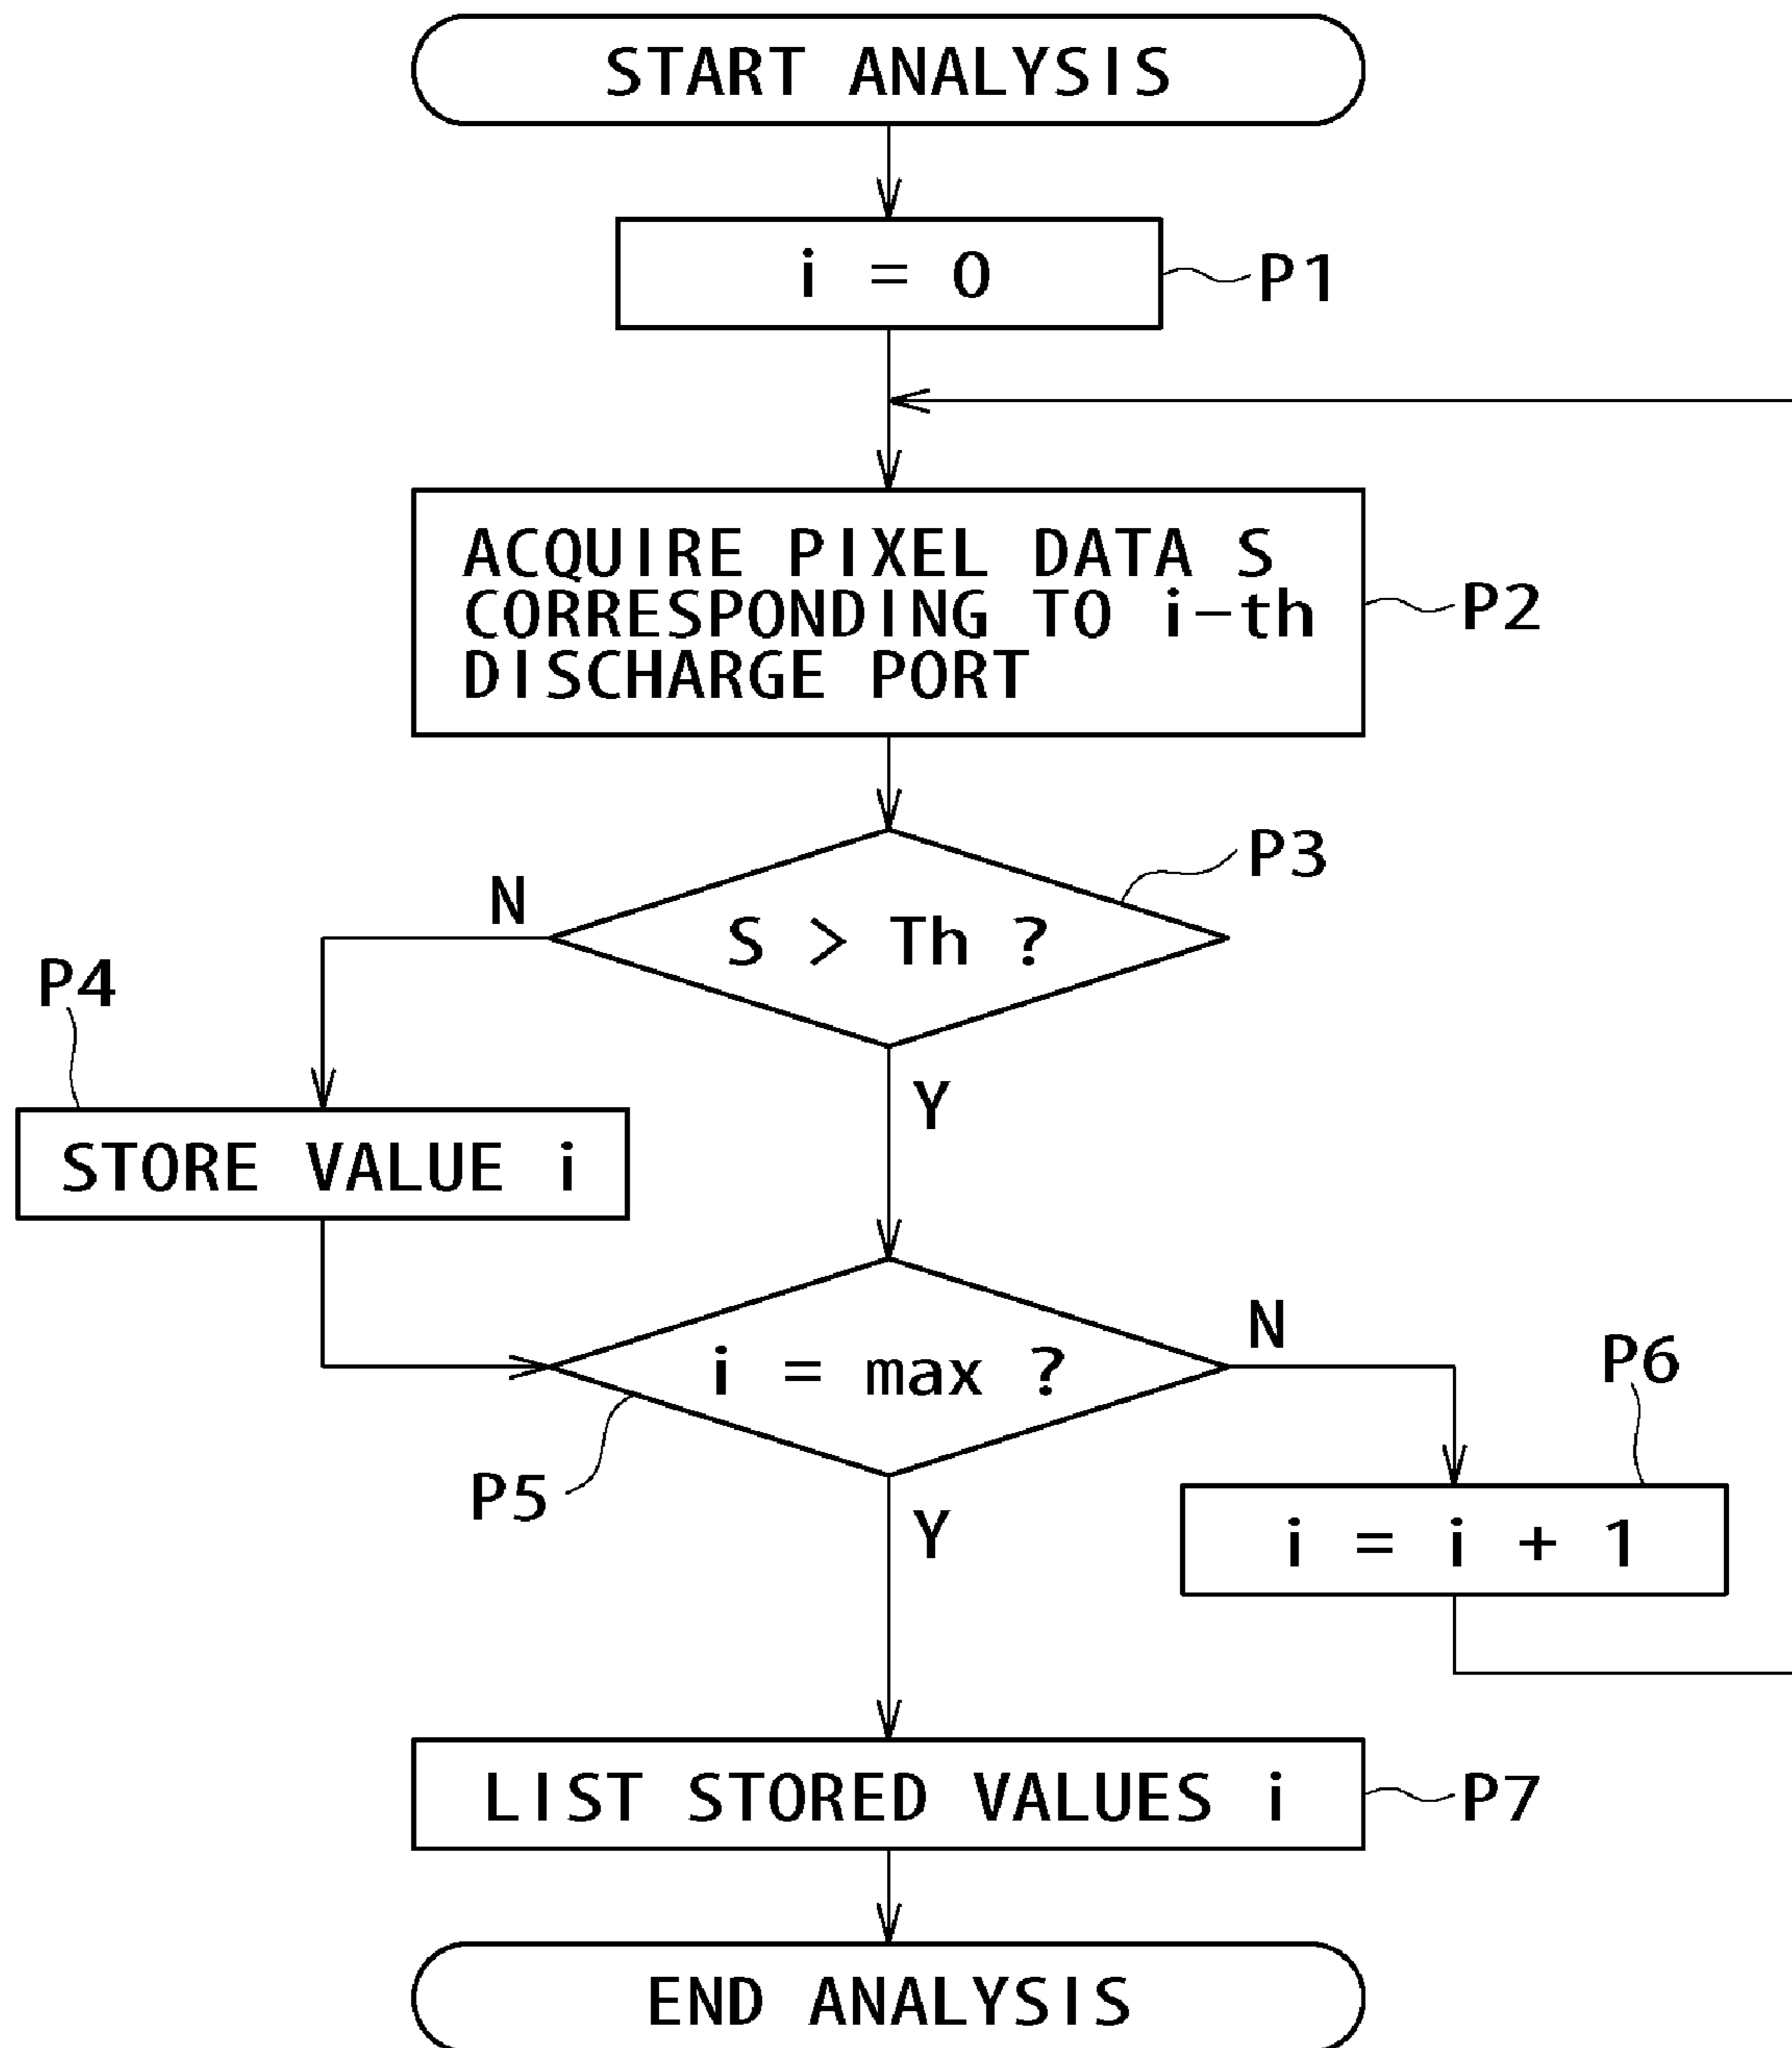 START ANALYSIS
i = 0
P1
ACQUIRE PIXEL DATA S
CORRESPONDING TO i-th
DISCHARGE PORT
P2
P3
S > Th ?
N
Y
P4
STORE VALUE i
i = max ?
N
P5
Y
P6
i = i + 1
LIST STORED VALUES i
P7
END ANALYSIS